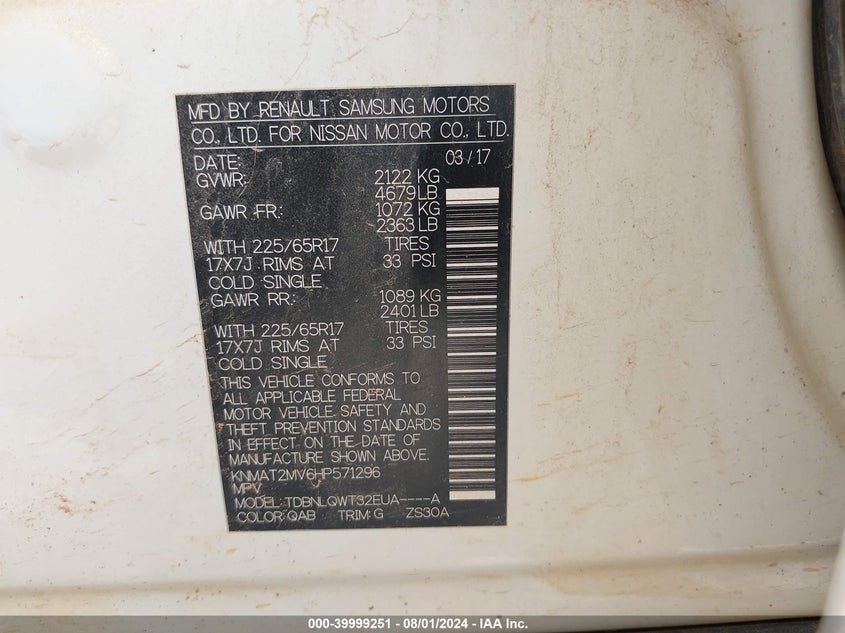 MFD BY RENAULT SAMSUNG MOTORS
CO., LTD. FOR NISSAN MOTOR CO., LTD.
DATE: 03/17
GVWR: 2122 KG
4679LB
GAWR FR.: 1072 KG
2363 LB
WITH 225/65R17 TIRES
17X7J RIMS AT 33 PSI
COLD SINGLE
GAWR RR.: 1089 KG
2401 LB
WITH 225/65R17 TIRES
17X7J RIMS AT 33 PSI
COLD SINGLE
THIS VEHICLE CONFORMS TO
ALL APPLICABLE FEDERAL
MOTOR VEHICLE SAFETY AND
THEFT PREVENTION STANDARDS
IN EFFECT ON THE DATE OF
MANUFACTURE SHOWN ABOVE.
KNMAT2MV6HP571296
MPV
MODEL: TDBNLQWT32EUA----A
COLOR:QAB TRIM:G ZS30A
000-39999251 - 08/01/2024 - IAA Inc.